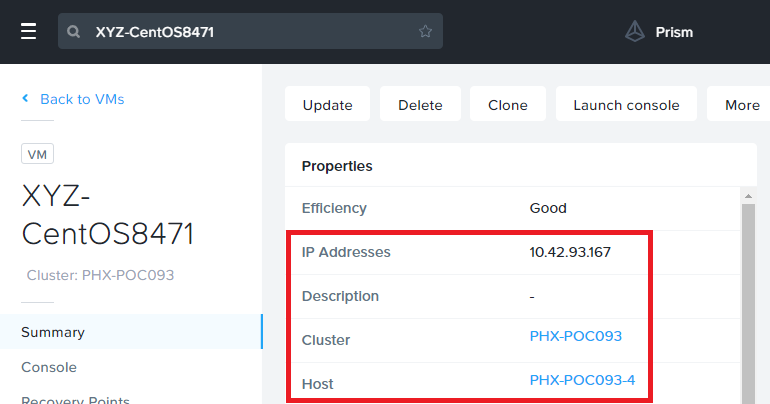 XYZ-CentOS8471
Prism
Back to VMs
Update Delete Clone Launch console More
VM
XYZ-
CentOS8471
Cluster: PHX-POC093
Summary
Console
Recovery Points
Properties
Efficiency Good
IP Addresses 10.42.93.167
Description -
Cluster PHX-POC093
Host PHX-POC093-4